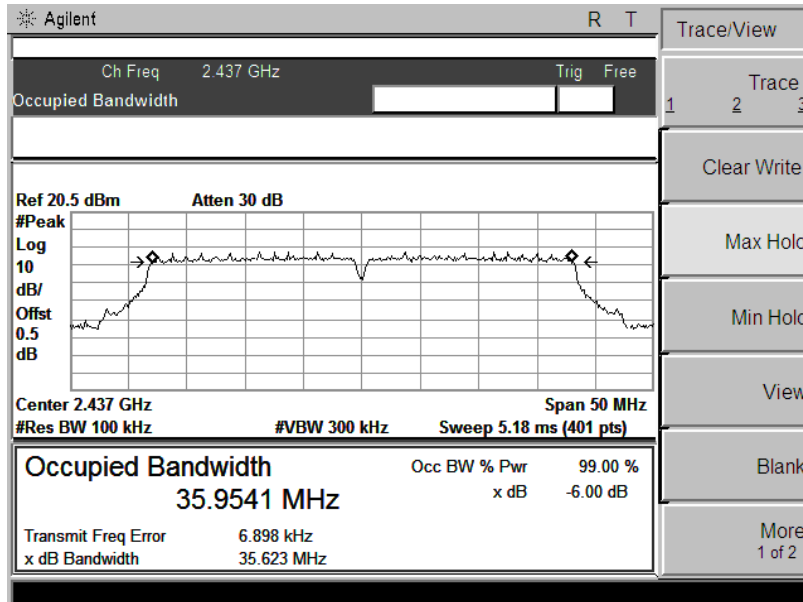 Agilent R T
Trace/View
Ch Freq 2.437 GHz Trig Free
Occupied Bandwidth
Trace
1 2 3
Clear Write
Max Hold
Min Hold
View
Blank
More
1 of 2
Ref 20.5 dBm Atten 30 dB
#Peak
Log
10
dB/
Offst
0.5
dB
Center 2.437 GHz Span 50 MHz
#Res BW 100 kHz #VBW 300 kHz Sweep 5.18 ms (401 pts)
Occupied Bandwidth Occ BW % Pwr 99.00 %
35.9541 MHz x dB -6.00 dB
Transmit Freq Error 6.898 kHz
x dB Bandwidth 35.623 MHz